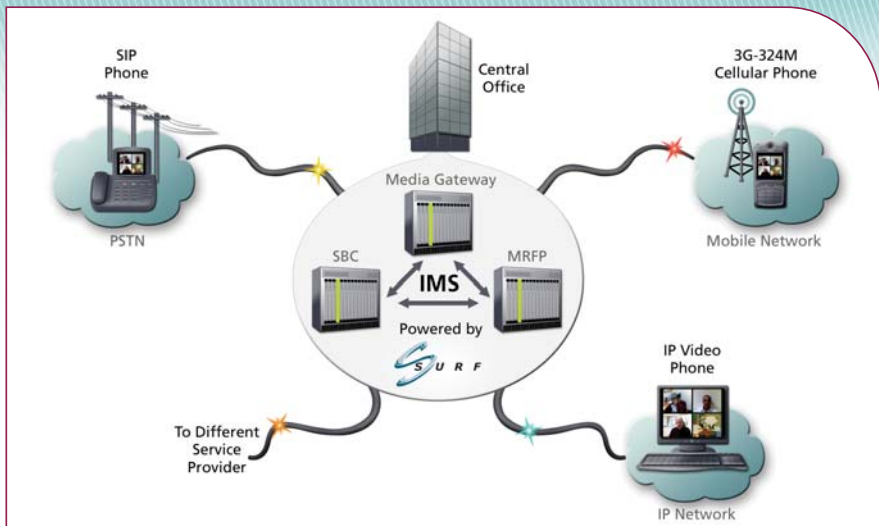 SIP
Phone
PSTN
Central
Office
3G-324M
Cellular Phone
Mobile Network
Media Gateway
SBC
MRFP
IMS
Powered by
SURF
To Different
Service
Provider
IP Video
Phone
IP Network